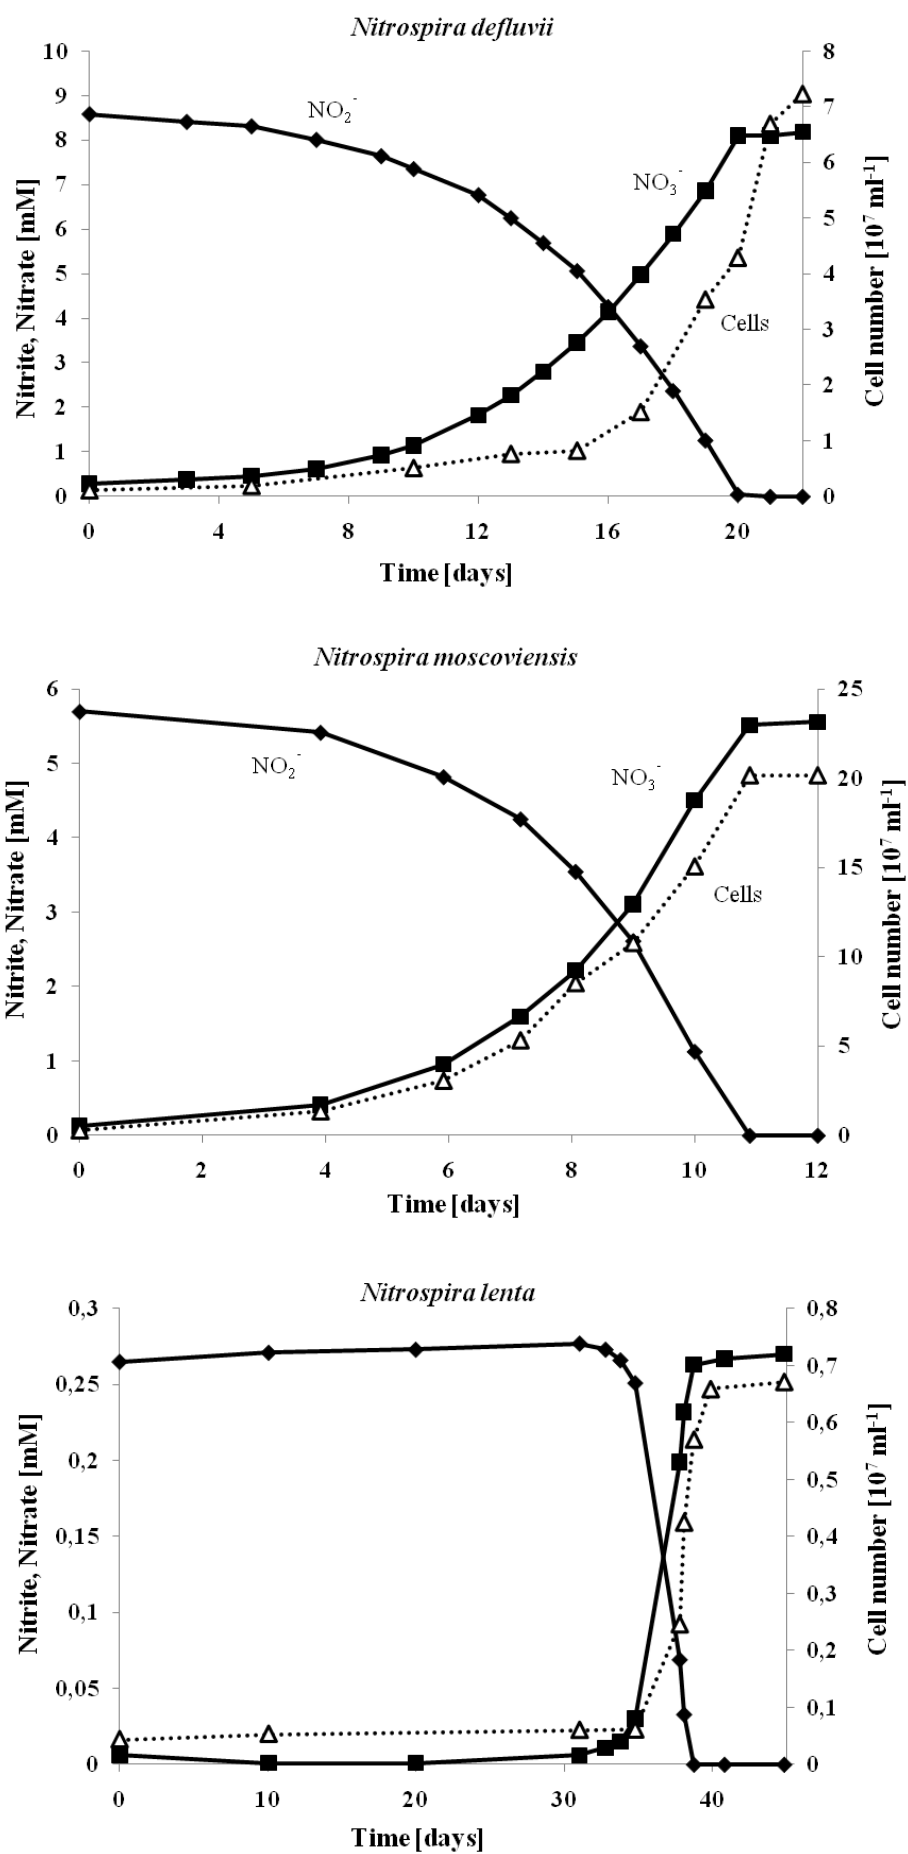 Nitrospira defluvii
10
9
8
7
6
5
4
3
2
1
0
Nitrite, Nitrate [mM]
NO2-
NO3-
Cells
8
7
6
5
4
3
2
1
0
Cell number [10^7 ml^-1]
0 4 8 12 16 20
Time [days]
Nitrospira moscoviensis
6
5
4
3
2
1
0
Nitrite, Nitrate [mM]
NO2-
NO3-
Cells
25
20
15
10
5
0
Cell number [10^7 ml^-1]
0 2 4 6 8 10 12
Time [days]
Nitrospira lenta
0,3
0,25
0,2
0,15
0,1
0,05
0
Nitrite, Nitrate [mM]
0,8
0,7
0,6
0,5
0,4
0,3
0,2
0,1
0
Cell number [10^7 ml^-1]
0 10 20 30 40
Time [days]